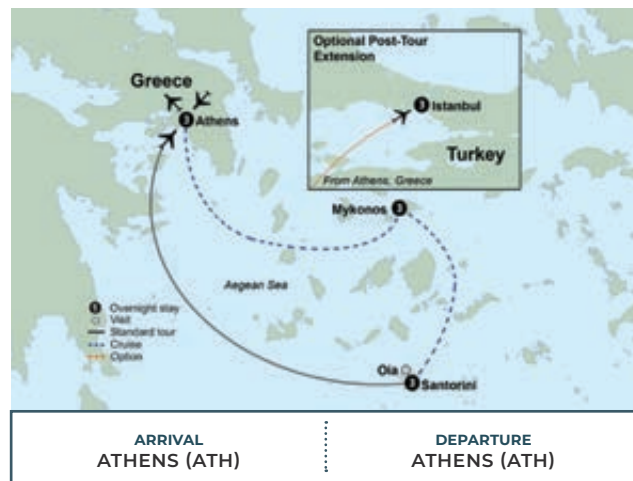 Optional Post-Tour
Extension
Greece
3 Athens
3 Istanbul
Turkey
From Athens, Greece
Mykonos 3
Aegean Sea
Overnight stay
Visit
Standard tour
Cruise
Option
Oia
Santorini
ARRIVAL
ATHENS (ATH)
DEPARTURE
ATHENS (ATH)